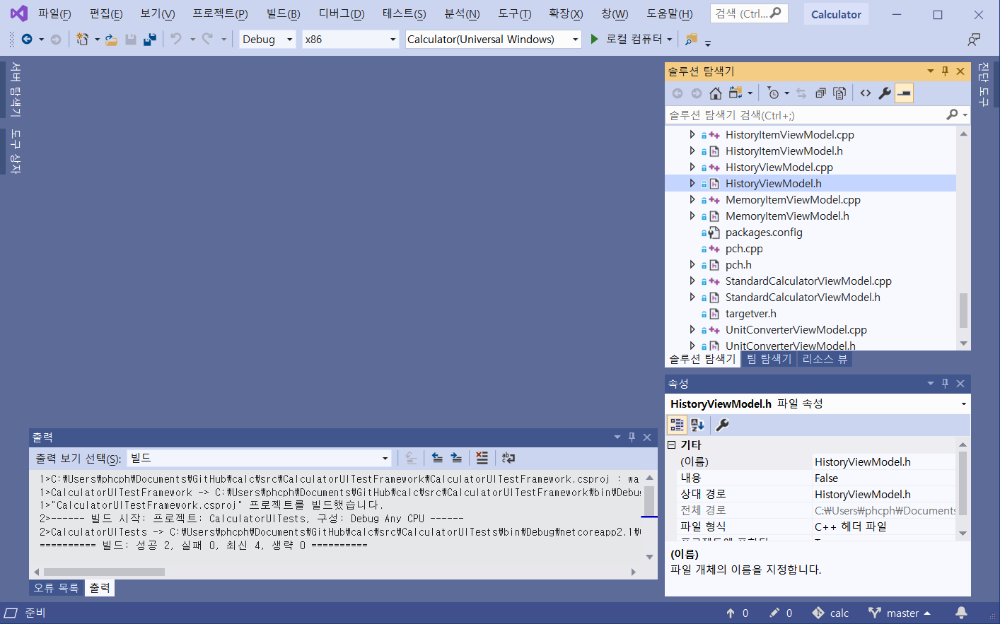 파일(F) 편집(E) 보기(V) 프로젝트(P) 빌드(B) 디버그(D) 테스트(S) 분석(N) 도구(T) 확장(X) 창(W) 도움말(H) 검색 (Ctrl... Calculator
Debug x86 Calculator(Universal Windows) 로컬 컴퓨터
서버 탐색기
도구 상자
솔루션 탐색기
진단 도구
솔루션 탐색기 검색(Ctrl+;)
HistoryItemViewModel.cpp
HistoryItemViewModel.h
HistoryViewModel.cpp
HistoryViewModel.h
MemoryItemViewModel.cpp
MemoryItemViewModel.h
packages.config
pch.cpp
pch.h
StandardCalculatorViewModel.cpp
StandardCalculatorViewModel.h
targetver.h
UnitConverterViewModel.cpp
UnitConverterViewModel.h
솔루션 탐색기 팀 탐색기 리소스 뷰
속성
HistoryViewModel.h 파일 속성
기타
(이름) HistoryViewModel.h
내용 False
상대 경로 HistoryViewModel.h
전체 경로 C:₩Users₩phcph₩Documents
파일 형식 C++ 헤더 파일
(이름)
파일 개체의 이름을 지정합니다.
출력
출력 보기 선택(S): 빌드
1>C:₩Users₩phcph₩Documents₩GitHub₩calc₩src₩CalculatorUITestFramework₩CalculatorUITestFramework.csproj : wa
1>CalculatorUITestFramework -> C:₩Users₩phcph₩Documents₩GitHub₩calc₩src₩CalculatorUITestFramework₩bin₩Debug
1>"CalculatorUITestFramework.csproj" 프로젝트를 빌드했습니다.
2>------ 빌드 시작: 프로젝트: CalculatorUITests, 구성: Debug Any CPU ------
2>CalculatorUITests -> C:₩Users₩phcph₩Documents₩GitHub₩calc₩src₩CalculatorUITests₩bin₩Debug₩netcoreapp2.1₩
========== 빌드: 성공 2, 실패 0, 최신 4, 생략 0 ==========
오류 목록 출력
준비 0 0 calc master